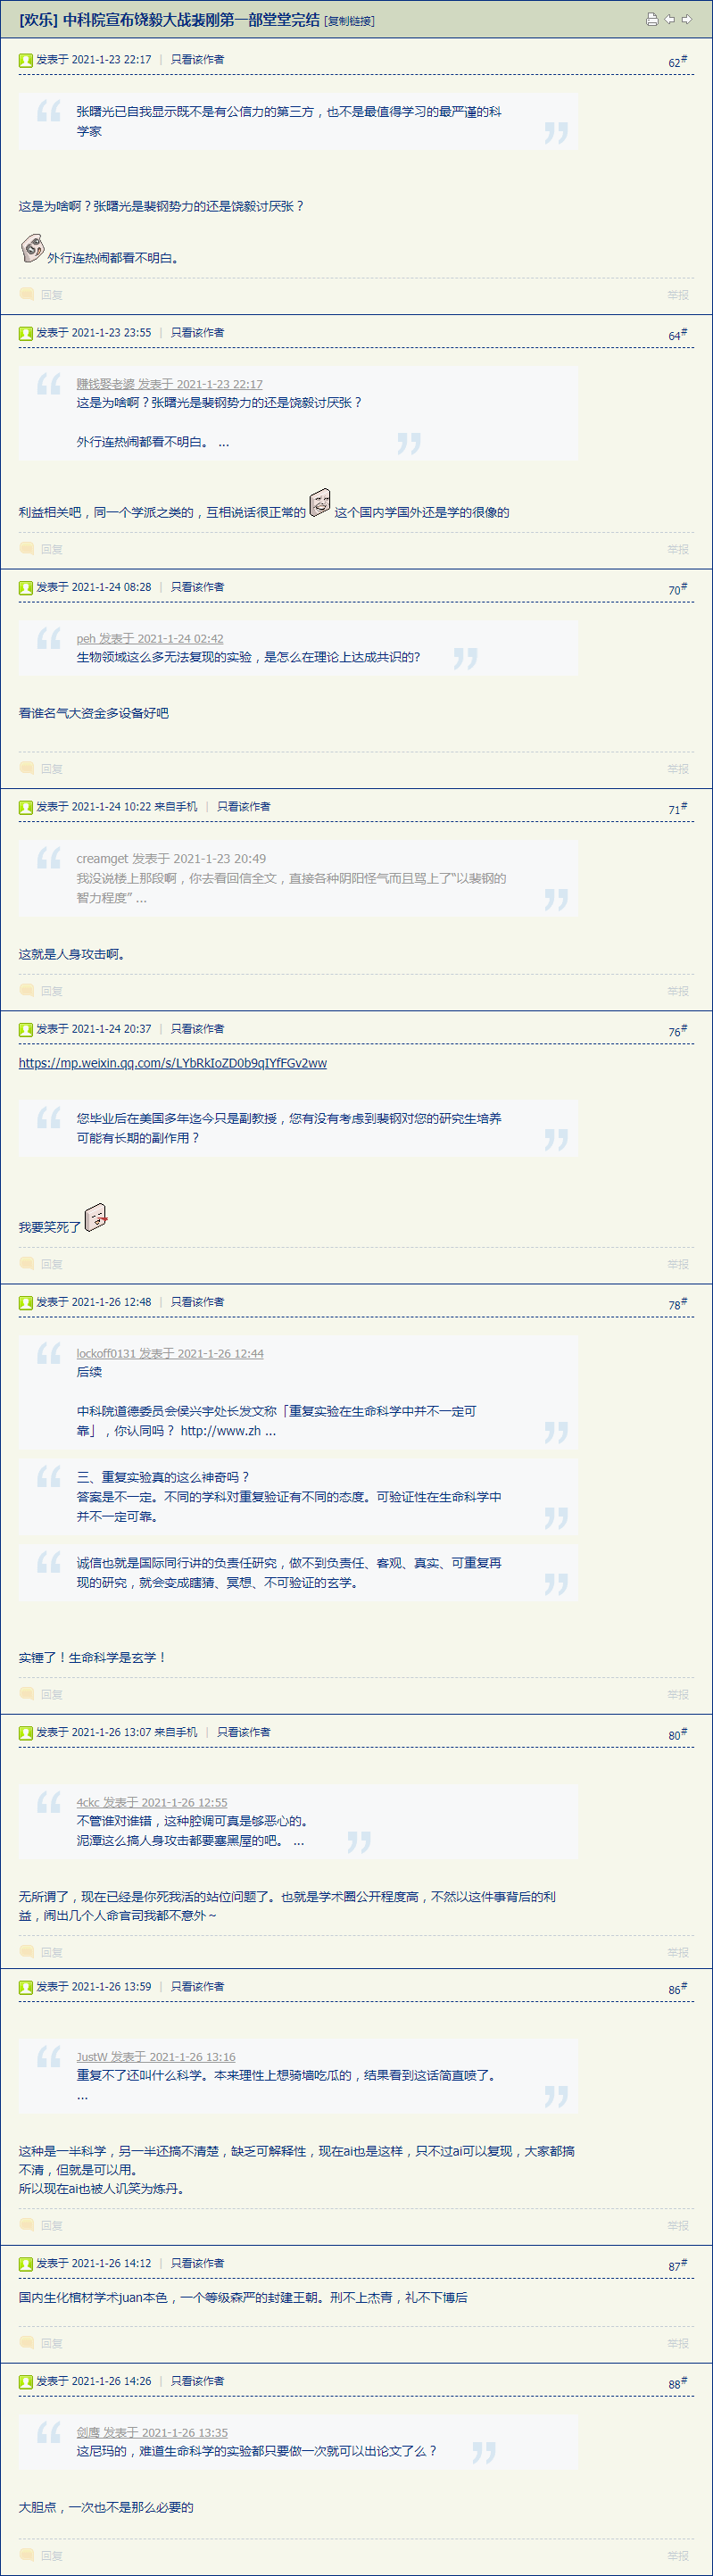 [欢乐] 中科院宣布饶毅大战裴刚第一部堂堂完结 [复制链接]
发表于 2021-1-23 22:17 | 只看该作者
62#
张曙光已自我显示既不是有公信力的第三方，也不是最值得学习的最严谨的科
学家
这是为啥啊？张曙光是裴钢势力的还是饶毅讨厌张？
外行连热闹都看不明白。
回复
举报
发表于 2021-1-23 23:55 | 只看该作者
64#
赚钱娶老婆 发表于 2021-1-23 22:17
这是为啥啊？张曙光是裴钢势力的还是饶毅讨厌张？
外行连热闹都看不明白。 ...
利益相关吧，同一个学派之类的，互相说话很正常的 这个国内学国外还是学的很像的
回复
举报
发表于 2021-1-24 08:28 | 只看该作者
70#
peh 发表于 2021-1-24 02:42
生物领域这么多无法复现的实验，是怎么在理论上达成共识的?
看谁名气大资金多设备好吧
回复
举报
发表于 2021-1-24 10:22 来自手机 | 只看该作者
71#
creamget 发表于 2021-1-23 20:49
我没说楼上那段啊，你去看回信全文，直接各种阴阳怪气而且骂上了“以裴钢的
智力程度” ...
这就是人身攻击啊。
回复
举报
发表于 2021-1-24 20:37 | 只看该作者
76#
https://mp.weixin.qq.com/s/LYbRkIoZD0b9qIYfFGv2ww
您毕业后在美国多年迄今只是副教授，您有没有考虑到裴钢对您的研究生培养
可能有长期的副作用？
我要笑死了
回复
举报
发表于 2021-1-26 12:48 | 只看该作者
78#
lockoff0131 发表于 2021-1-26 12:44
后续
中科院道德委员会侯兴宇处长发文称「重复实验在生命科学中并不一定可
靠」，你认同吗？ http://www.zh ...
三、重复实验真的这么神奇吗？
答案是不一定。不同的学科对重复验证有不同的态度。可验证性在生命科学中
并不一定可靠。
诚信也就是国际同行讲的负责任研究，做不到负责任、客观、真实、可重复再
现的研究，就会变成瞎猜、冥想、不可验证的玄学。
实锤了！生命科学是玄学！
回复
举报
发表于 2021-1-26 13:07 来自手机 | 只看该作者
80#
4ckc 发表于 2021-1-26 12:55
不管谁对谁错，这种腔调可真是够恶心的。
泥潭这么搞人身攻击都要塞黑屋的吧。 ...
无所谓了，现在已经是你死我活的站位问题了。也就是学术圈公开程度高，不然以这件事背后的利
益，闹出几个人命官司我都不意外～
回复
举报
发表于 2021-1-26 13:59 | 只看该作者
86#
JustW 发表于 2021-1-26 13:16
重复不了还叫什么科学。本来理性上想骑墙吃瓜的，结果看到这话简直喷了。
...
这种是一半科学，另一半还搞不清楚，缺乏可解释性，现在ai也是这样，只不过ai可以复现，大家都搞
不清，但就是可以用。
所以现在ai也被人讥笑为炼丹。
回复
举报
发表于 2021-1-26 14:12 | 只看该作者
87#
国内生化棺材学术juan本色，一个等级森严的封建王朝。刑不上杰青，礼不下博后
回复
举报
发表于 2021-1-26 14:26 | 只看该作者
88#
剑鹰 发表于 2021-1-26 13:35
这尼玛的，难道生命科学的实验都只要做一次就可以出论文了么？
大胆点，一次也不是那么必要的
回复
举报